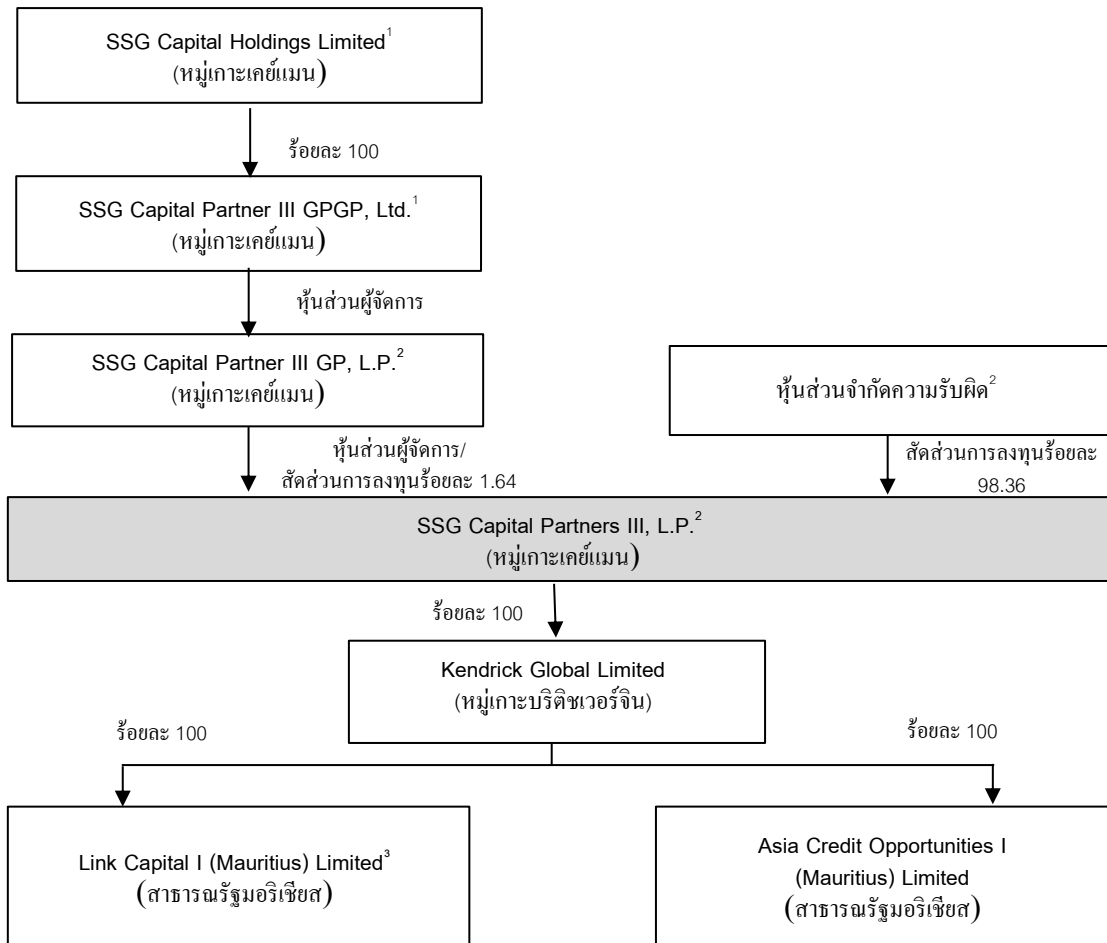 SSG Capital Holdings Limited¹
(หมู่เกาะเคย์แมน)
ร้อยละ 100
SSG Capital Partner III GPGP, Ltd.¹
(หมู่เกาะเคย์แมน)
หุ้นส่วนผู้จัดการ
SSG Capital Partner III GP, L.P.²
(หมู่เกาะเคย์แมน)
หุ้นส่วนจำกัดความรับผิด²
หุ้นส่วนผู้จัดการ/
สัดส่วนการลงทุนร้อยละ 1.64
สัดส่วนการลงทุนร้อยละ
98.36
SSG Capital Partners III, L.P.²
(หมู่เกาะเคย์แมน)
ร้อยละ 100
Kendrick Global Limited
(หมู่เกาะบริติชเวอร์จิน)
ร้อยละ 100
ร้อยละ 100
Link Capital I (Mauritius) Limited³
(สาธารณรัฐมอริเชียส)
Asia Credit Opportunities I
(Mauritius) Limited
(สาธารณรัฐมอริเชียส)